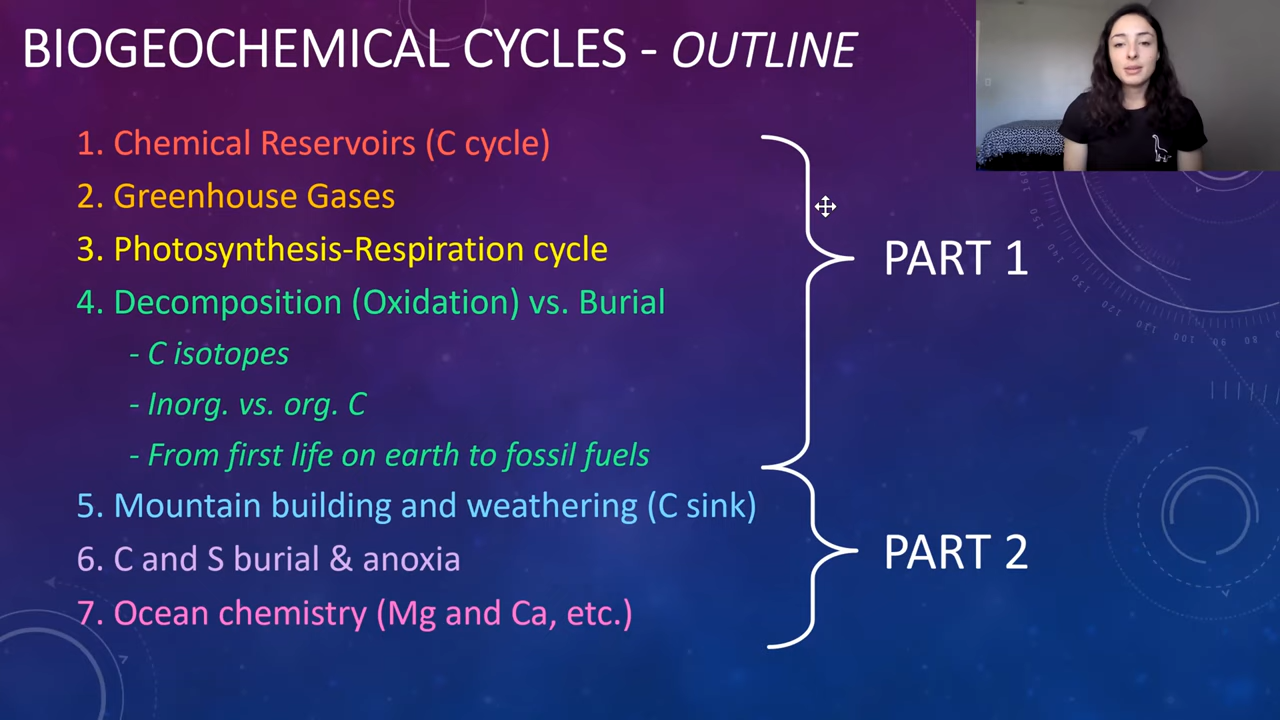 BIOGEOCHEMICAL CYCLES - OUTLINE
1. Chemical Reservoirs (C cycle)
2. Greenhouse Gases
3. Photosynthesis-Respiration cycle
4. Decomposition (Oxidation) vs. Burial
- C isotopes
- Inorg. vs. org. C
- From first life on earth to fossil fuels
PART 1
5. Mountain building and weathering (C sink)
6. C and S burial & anoxia
7. Ocean chemistry (Mg and Ca, etc.)
PART 2